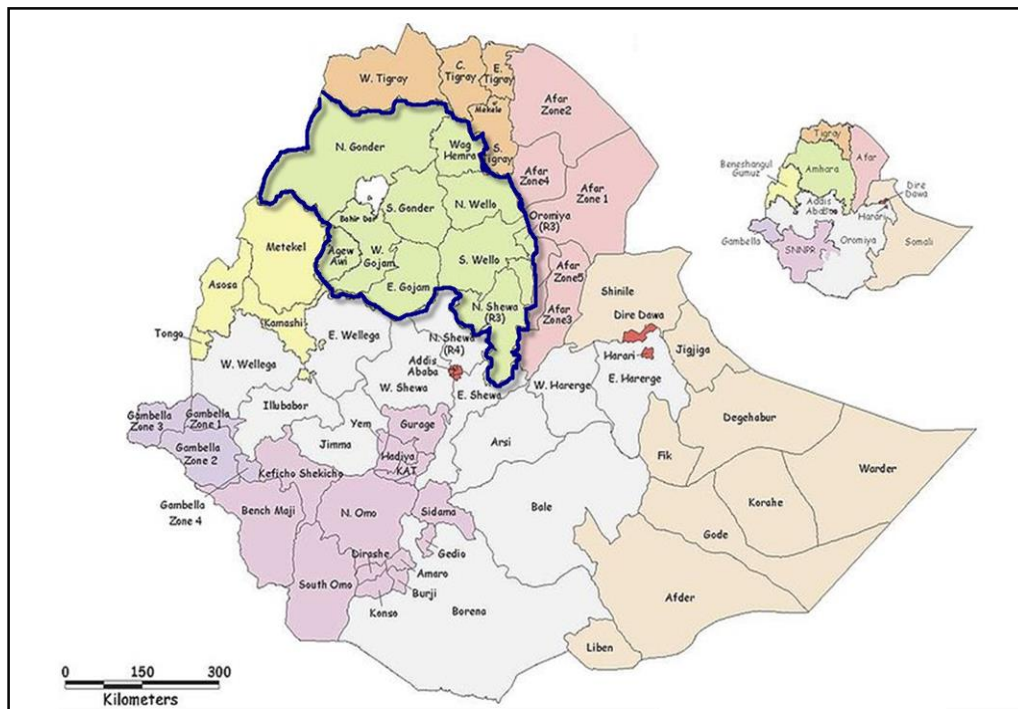 W. Tigray
C.
Tigray
E.
Tigray
Mekele
S.
Tigray
Afar
Zone2
N. Gonder
Wag
Hemra
Afar
Zone4
Afar
Zone 1
Bahir Dar
S. Gonder
N. Wello
Oromiya
(R3)
Metekel
Agew
Awi
W.
Gojam
S. Wello
Afar
Zone5
E. Gojam
Asosa
N. Shewa
(R3)
Afar
Zone3
Shinile
Dire Dawa
Tongo
Kamashi
E. Wellega
N. Shewa
(R4)
Harari
Jigjiga
W. Wellega
Addis
Ababa
W. Shewa
E. Shewa
W. Harerge
E. Harerge
Illubabor
Gambella
Zone 3
Gambella
Zone 1
Yem
Gurage
Degehabur
Jimma
Arsi
Gambella
Zone 2
Hadiya
KAT
Fik
Warder
Keficho Shekicho
Gambella
Zone 4
Bench Maji
N. Omo
Sidama
Bale
Korahe
Gode
Dirashe
Gedio
South Omo
Amaro
Burji
Konso
Borena
Afder
Liben
Tigray
Beneshangul
Gumuz
Amhara
Afar
Dire
Dawa
Addis
Ababa
Harari
Gambella
SNNPR
Oromiya
Somali
0 150 300
Kilometers